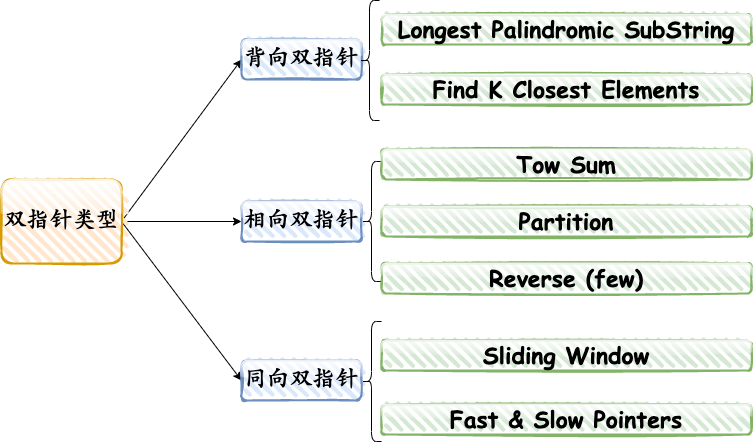 双指针类型
背向双指针
Longest Palindromic SubString
Find K Closest Elements
相向双指针
Tow Sum
Partition
Reverse (few)
同向双指针
Sliding Window
Fast & Slow Pointers